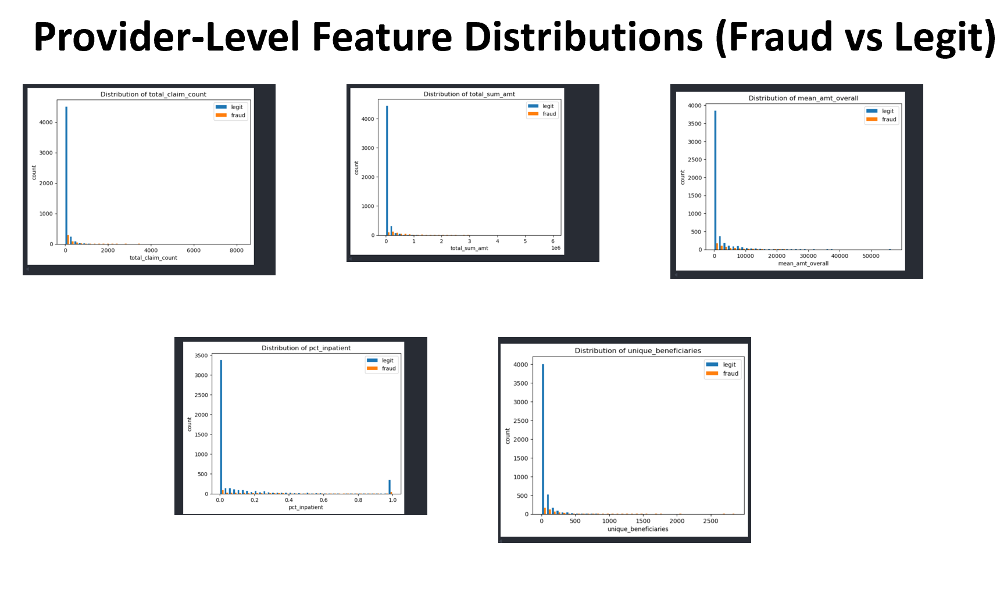 Provider-Level Feature Distributions (Fraud vs Legit)
Distribution of total_claim_count
legit
fraud
4000
3000
2000
1000
0
count
0 2000 4000 6000 8000
total_claim_count
Distribution of total_sum_amt
legit
fraud
4000
3000
2000
1000
0
count
0 1 2 3 4 5 6
1e6
total_sum_amt
Distribution of mean_amt_overall
legit
fraud
4000
3500
3000
2500
2000
1500
1000
500
0
count
0 10000 20000 30000 40000 50000
mean_amt_overall
Distribution of pct_inpatient
legit
fraud
3500
3000
2500
2000
1500
1000
500
0
count
0.0 0.2 0.4 0.6 0.8 1.0
pct_inpatient
Distribution of unique_beneficiaries
legit
fraud
4000
3500
3000
2500
2000
1500
1000
500
0
count
0 500 1000 1500 2000 2500
unique_beneficiaries